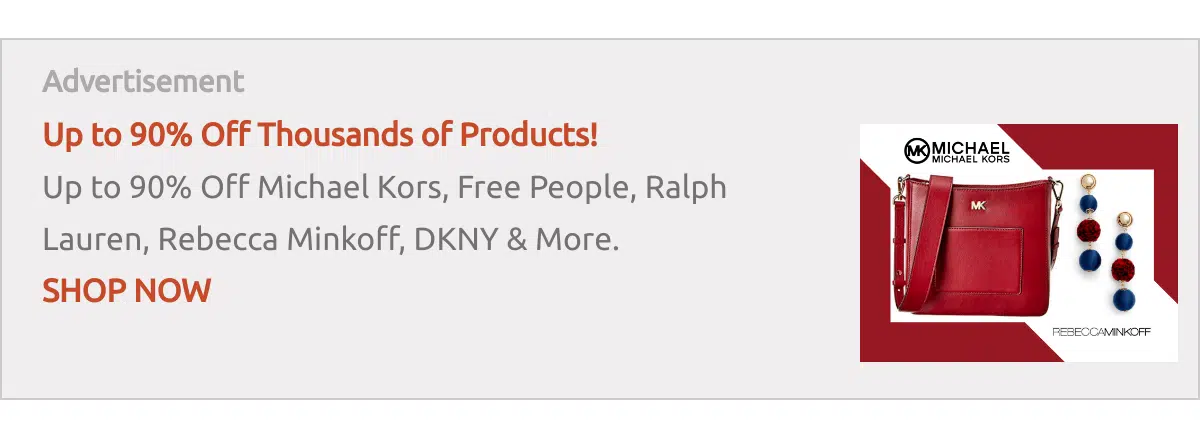 Advertisement
Up to 90% Off Thousands of Products!
Up to 90% Off Michael Kors, Free People, Ralph
Lauren, Rebecca Minkoff, DKNY & More.
SHOP NOW
MK MICHAEL
MICHAEL KORS
MK
REBECCAMINKOFF